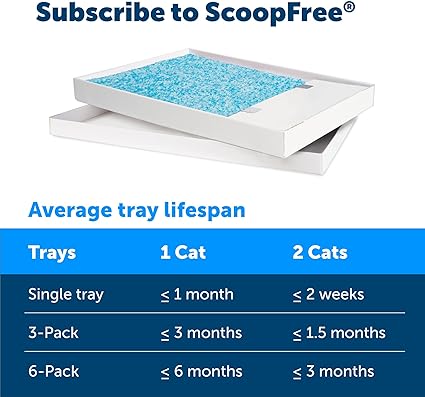 Subscribe to ScoopFree®
Average tray lifespan
Trays 1 Cat 2 Cats
Single tray ≤ 1 month ≤ 2 weeks
3-Pack ≤ 3 months ≤ 1.5 months
6-Pack ≤ 6 months ≤ 3 months